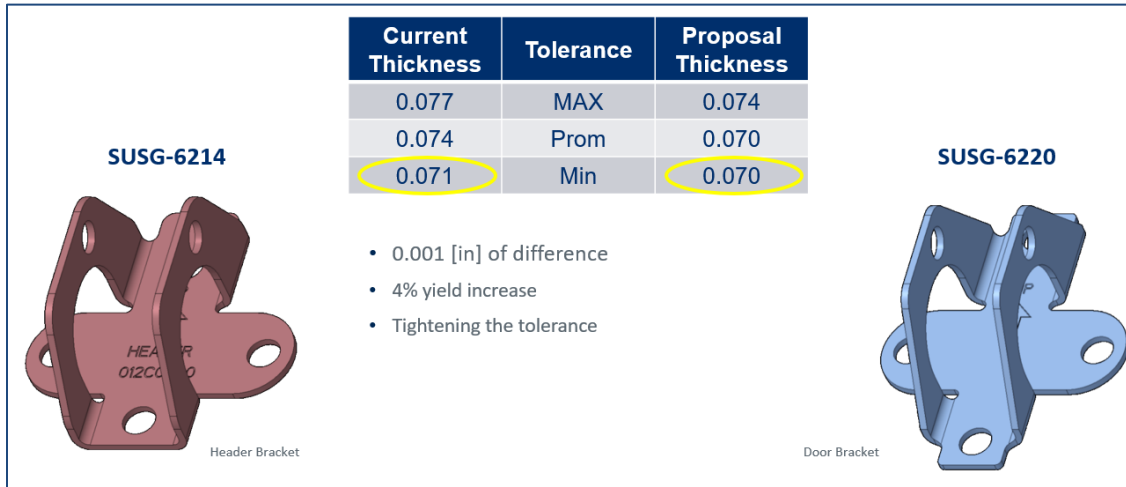 Current Thickness Tolerance Proposal Thickness
0.077 MAX 0.074
0.074 Prom 0.070
0.071 Min 0.070
SUSG-6214
SUSG-6220
• 0.001 [in] of difference
• 4% yield increase
• Tightening the tolerance
Header Bracket
Door Bracket